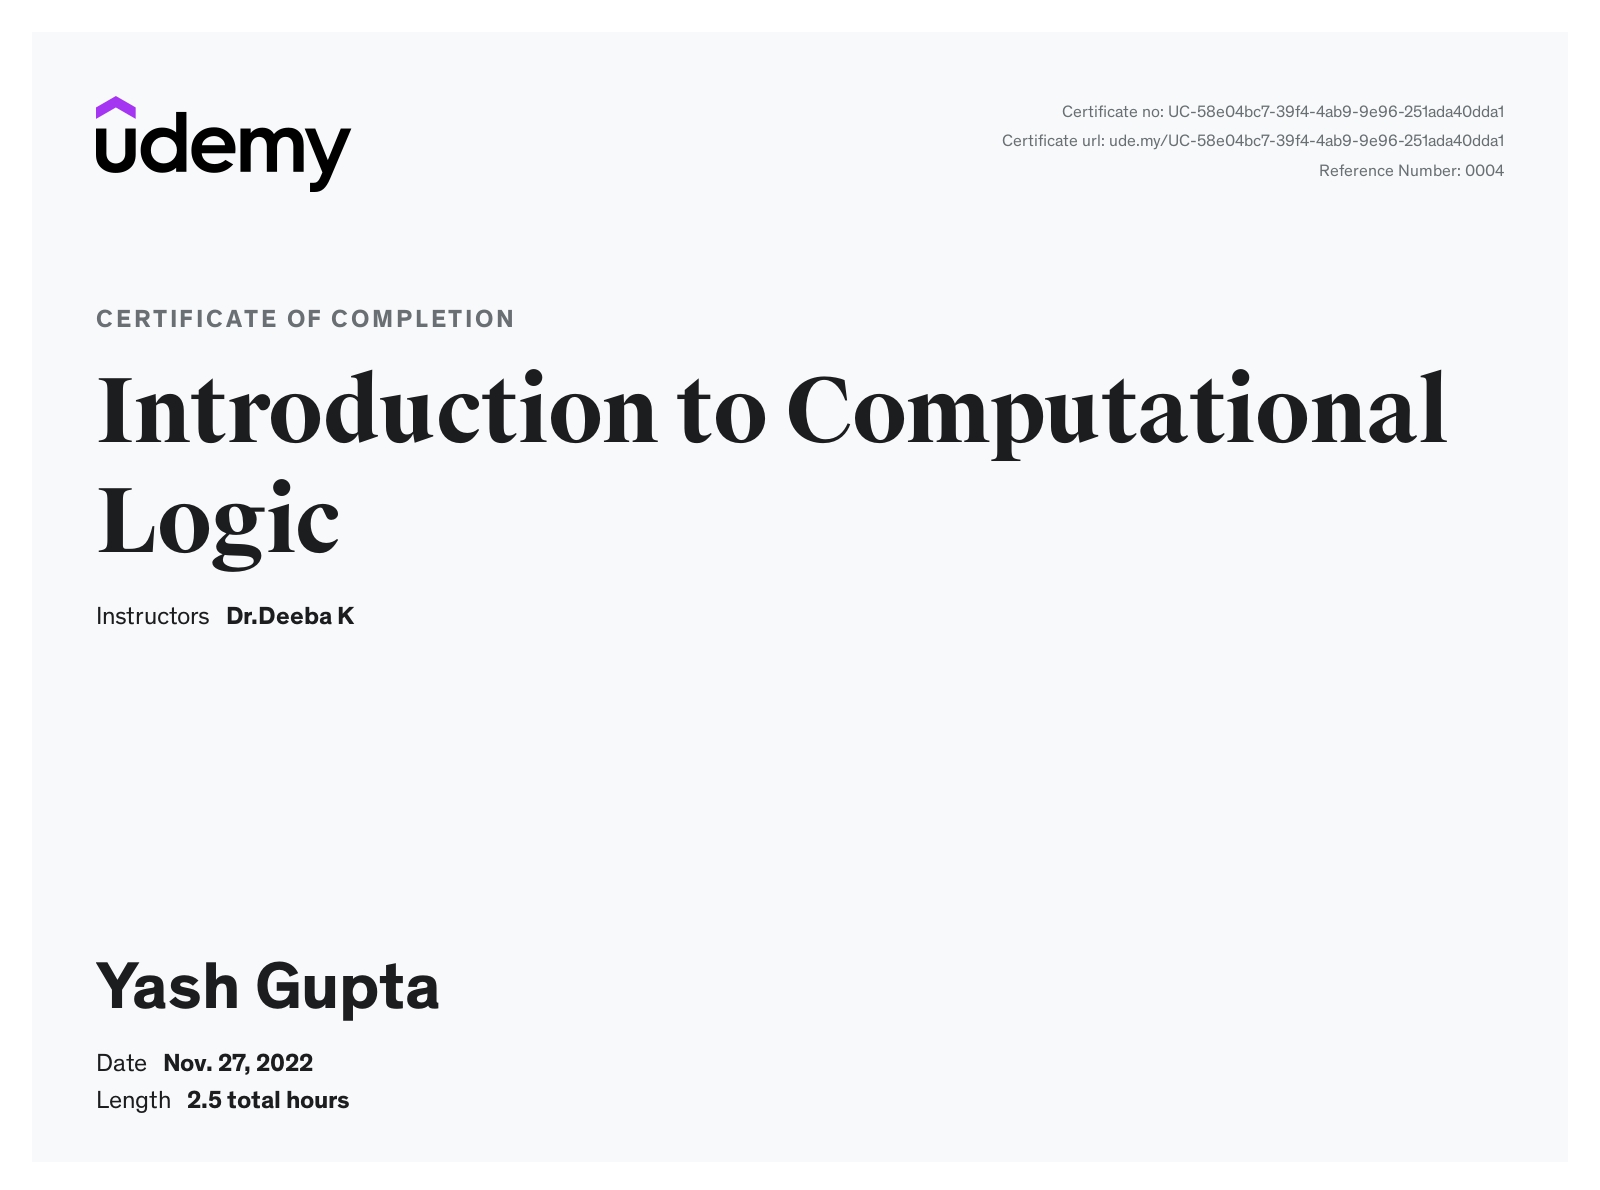 udemy
Certificate no: UC-58e04bc7-39f4-4ab9-9e96-251ada40dda1
Certificate url: ude.my/UC-58e04bc7-39f4-4ab9-9e96-251ada40dda1
Reference Number: 0004
CERTIFICATE OF COMPLETION
Introduction to Computational
Logic
Instructors Dr.Deeba K
Yash Gupta
Date Nov. 27, 2022
Length 2.5 total hours